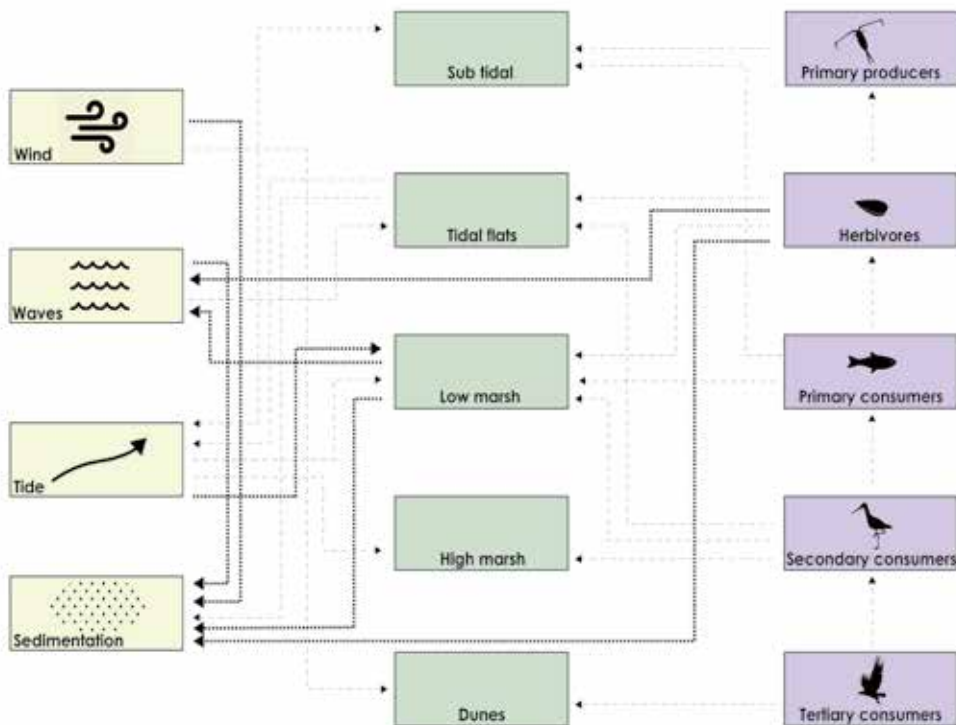 Sub tidal
Primary producers
Wind
Tidal flats
Herbivores
Waves
Low marsh
Primary consumers
Tide
High marsh
Secondary consumers
Sedimentation
Dunes
Tertiary consumers